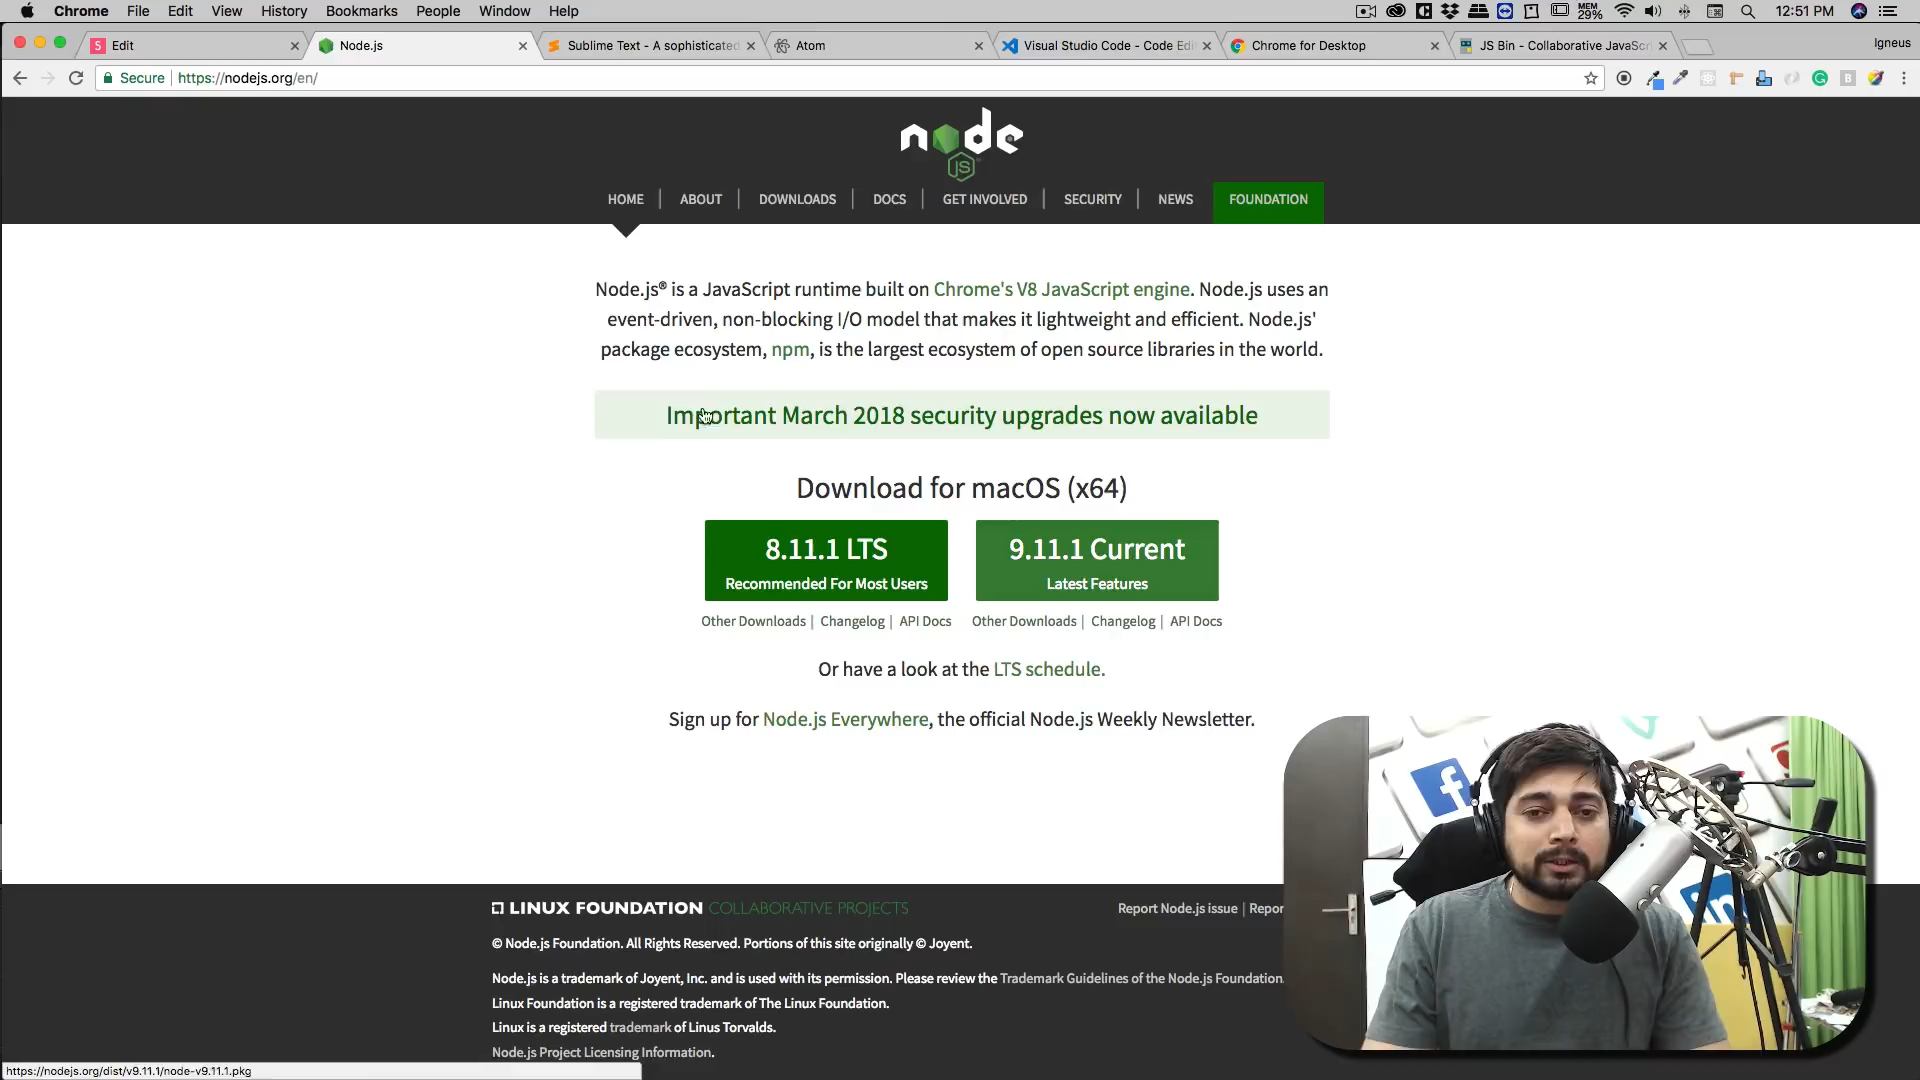 Chrome File Edit View History Bookmarks People Window Help MEM 29% 12:51 PM
Edit Node.js Sublime Text - A sophisticated Atom Visual Studio Code - Code Edit Chrome for Desktop JS Bin - Collaborative JavaScr Igneus
Secure https://nodejs.org/en/
node
JS
HOME ABOUT DOWNLOADS DOCS GET INVOLVED SECURITY NEWS FOUNDATION
Node.js® is a JavaScript runtime built on Chrome's V8 JavaScript engine. Node.js uses an
event-driven, non-blocking I/O model that makes it lightweight and efficient. Node.js'
package ecosystem, npm, is the largest ecosystem of open source libraries in the world.
Important March 2018 security upgrades now available
Download for macOS (x64)
8.11.1 LTS
Recommended For Most Users
9.11.1 Current
Latest Features
Other Downloads | Changelog | API Docs Other Downloads | Changelog | API Docs
Or have a look at the LTS schedule.
Sign up for Node.js Everywhere, the official Node.js Weekly Newsletter.
LINUX FOUNDATION COLLABORATIVE PROJECTS
Report Node.js issue | Repor
© Node.js Foundation. All Rights Reserved. Portions of this site originally © Joyent.
Node.js is a trademark of Joyent, Inc. and is used with its permission. Please review the Trademark Guidelines of the Node.js Foundation.
Linux Foundation is a registered trademark of The Linux Foundation.
Linux is a registered trademark of Linus Torvalds.
Node.js Project Licensing Information.
https://nodejs.org/dist/v9.11.1/node-v9.11.1.pkg
f
in